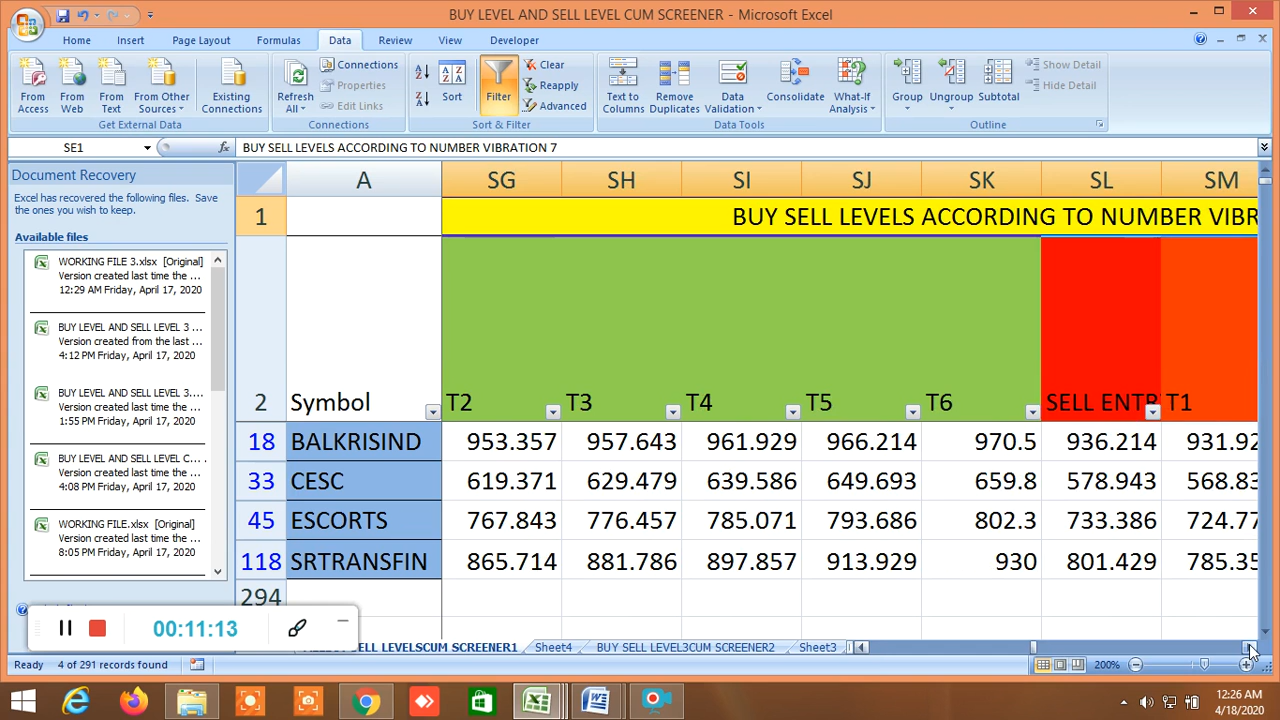 BUY LEVEL AND SELL LEVEL CUM SCREENER - Microsoft Excel
Home Insert Page Layout Formulas Data Review View Developer
From Access
From Web
From Text
From Other Sources
Existing Connections
Get External Data
Refresh All
Connections
Properties
Edit Links
Connections
Sort
Filter
Clear
Reapply
Advanced
Sort & Filter
Text to Columns
Remove Duplicates
Data Validation
Consolidate
What-If Analysis
Data Tools
Group
Ungroup
Subtotal
Show Detail
Hide Detail
Outline
SE1 fx BUY SELL LEVELS ACCORDING TO NUMBER VIBRATION 7
Document Recovery
Excel has recovered the following files. Save
the ones you wish to keep.
Available files
WORKING FILE 3.xlsx [Original]
Version created last time the ...
12:29 AM Friday, April 17, 2020
BUY LEVEL AND SELL LEVEL 3 ...
Version created from the last ...
4:12 PM Friday, April 17, 2020
BUY LEVEL AND SELL LEVEL 3....
Version created last time the ...
1:55 PM Friday, April 17, 2020
BUY LEVEL AND SELL LEVEL C...
Version created last time the ...
4:08 PM Friday, April 17, 2020
WORKING FILE.xlsx [Original]
Version created last time the ...
8:05 PM Friday, April 17, 2020
A SG SH SI SJ SK SL SM
1 BUY SELL LEVELS ACCORDING TO NUMBER VIBR
2 Symbol T2 T3 T4 T5 T6 SELL ENTR T1
18 BALKRISIND 953.357 957.643 961.929 966.214 970.5 936.214 931.92
33 CESC 619.371 629.479 639.586 649.693 659.8 578.943 568.83
45 ESCORTS 767.843 776.457 785.071 793.686 802.3 733.386 724.77
118 SRTRANSFIN 865.714 881.786 897.857 913.929 930 801.429 785.35
294
00:11:13
SELL LEVELSCUM SCREENER1 Sheet4 BUY SELL LEVEL3CUM SCREENER2 Sheet3
Ready 4 of 291 records found 200%
12:26 AM
4/18/2020